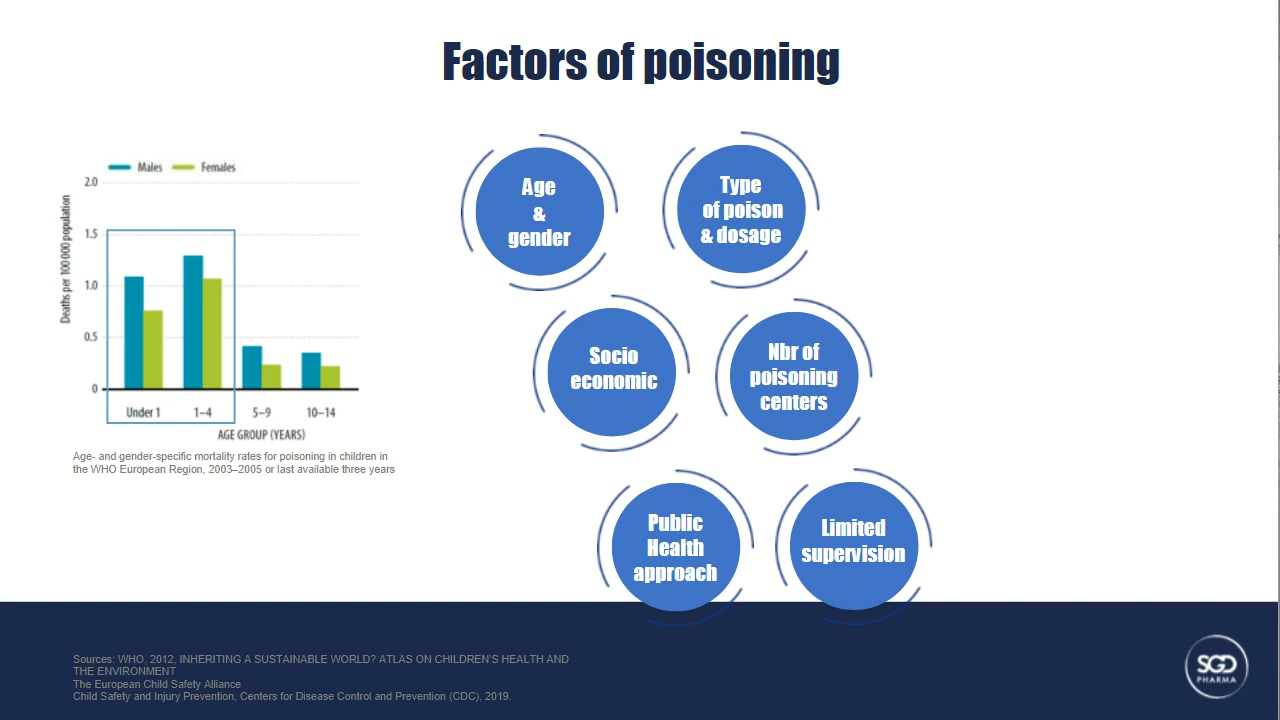 Factors of poisoning
Males Females
2.0
1.5
1.0
0.5
0
Deaths per 100 000 population
Under 1 1–4 5–9 10–14
AGE GROUP (YEARS)
Age- and gender-specific mortality rates for poisoning in children in
the WHO European Region, 2003–2005 or last available three years
Age
&
gender
Type
of poison
& dosage
Socio
economic
Nbr of
poisoning
centers
Public
Health
approach
Limited
supervision
Sources: WHO, 2012, INHERITING A SUSTAINABLE WORLD? ATLAS ON CHILDREN'S HEALTH AND
THE ENVIRONMENT
The European Child Safety Alliance
Child Safety and Injury Prevention, Centers for Disease Control and Prevention (CDC), 2019.
SGD
PHARMA